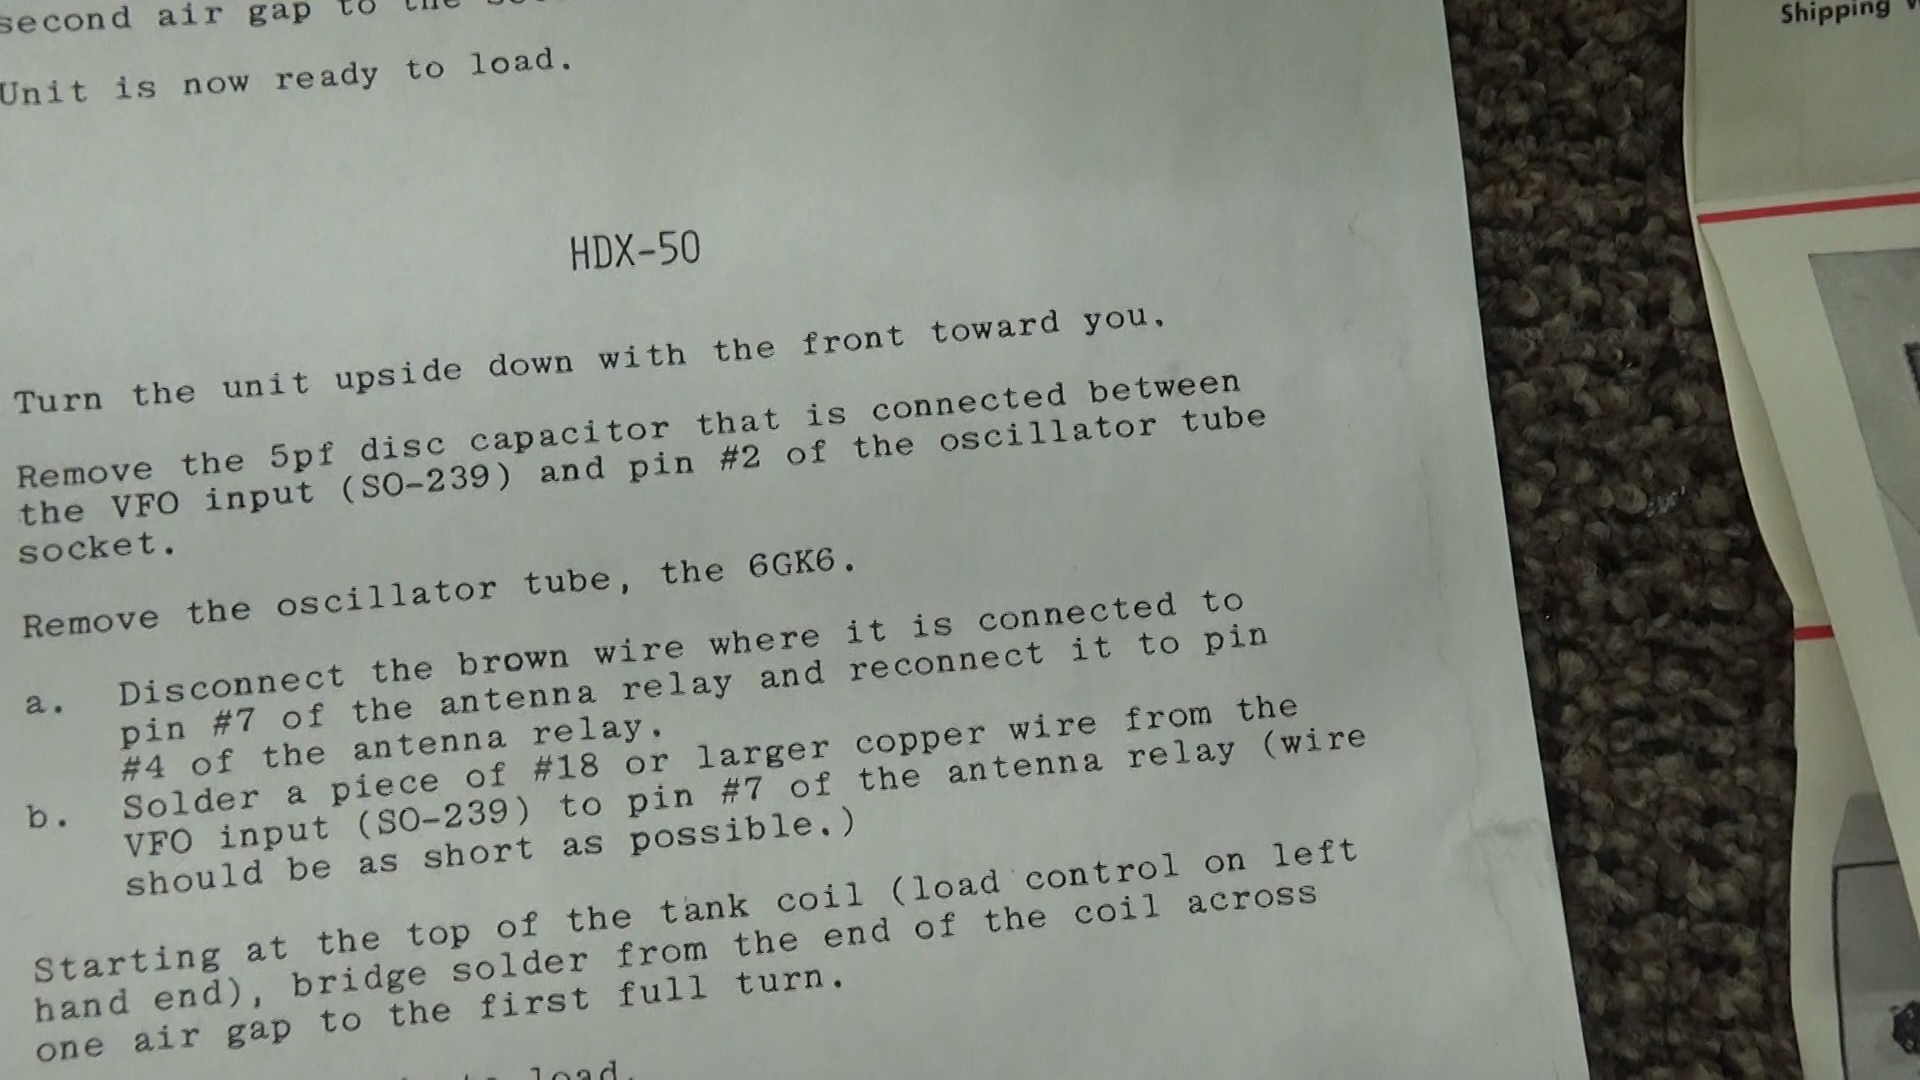 second air gap to the
Unit is now ready to load.
HDX-50
Turn the unit upside down with the front toward you.
Remove the 5pf disc capacitor that is connected between
the VFO input (SO-239) and pin #2 of the oscillator tube
socket.
Remove the oscillator tube, the 6GK6.
a. Disconnect the brown wire where it is connected to
pin #7 of the antenna relay and reconnect it to pin
#4 of the antenna relay.
b. Solder a piece of #18 or larger copper wire from the
VFO input (SO-239) to pin #7 of the antenna relay (wire
should be as short as possible.)
Starting at the top of the tank coil (load control on left
hand end), bridge solder from the end of the coil across
one air gap to the first full turn.
load.
Shipping